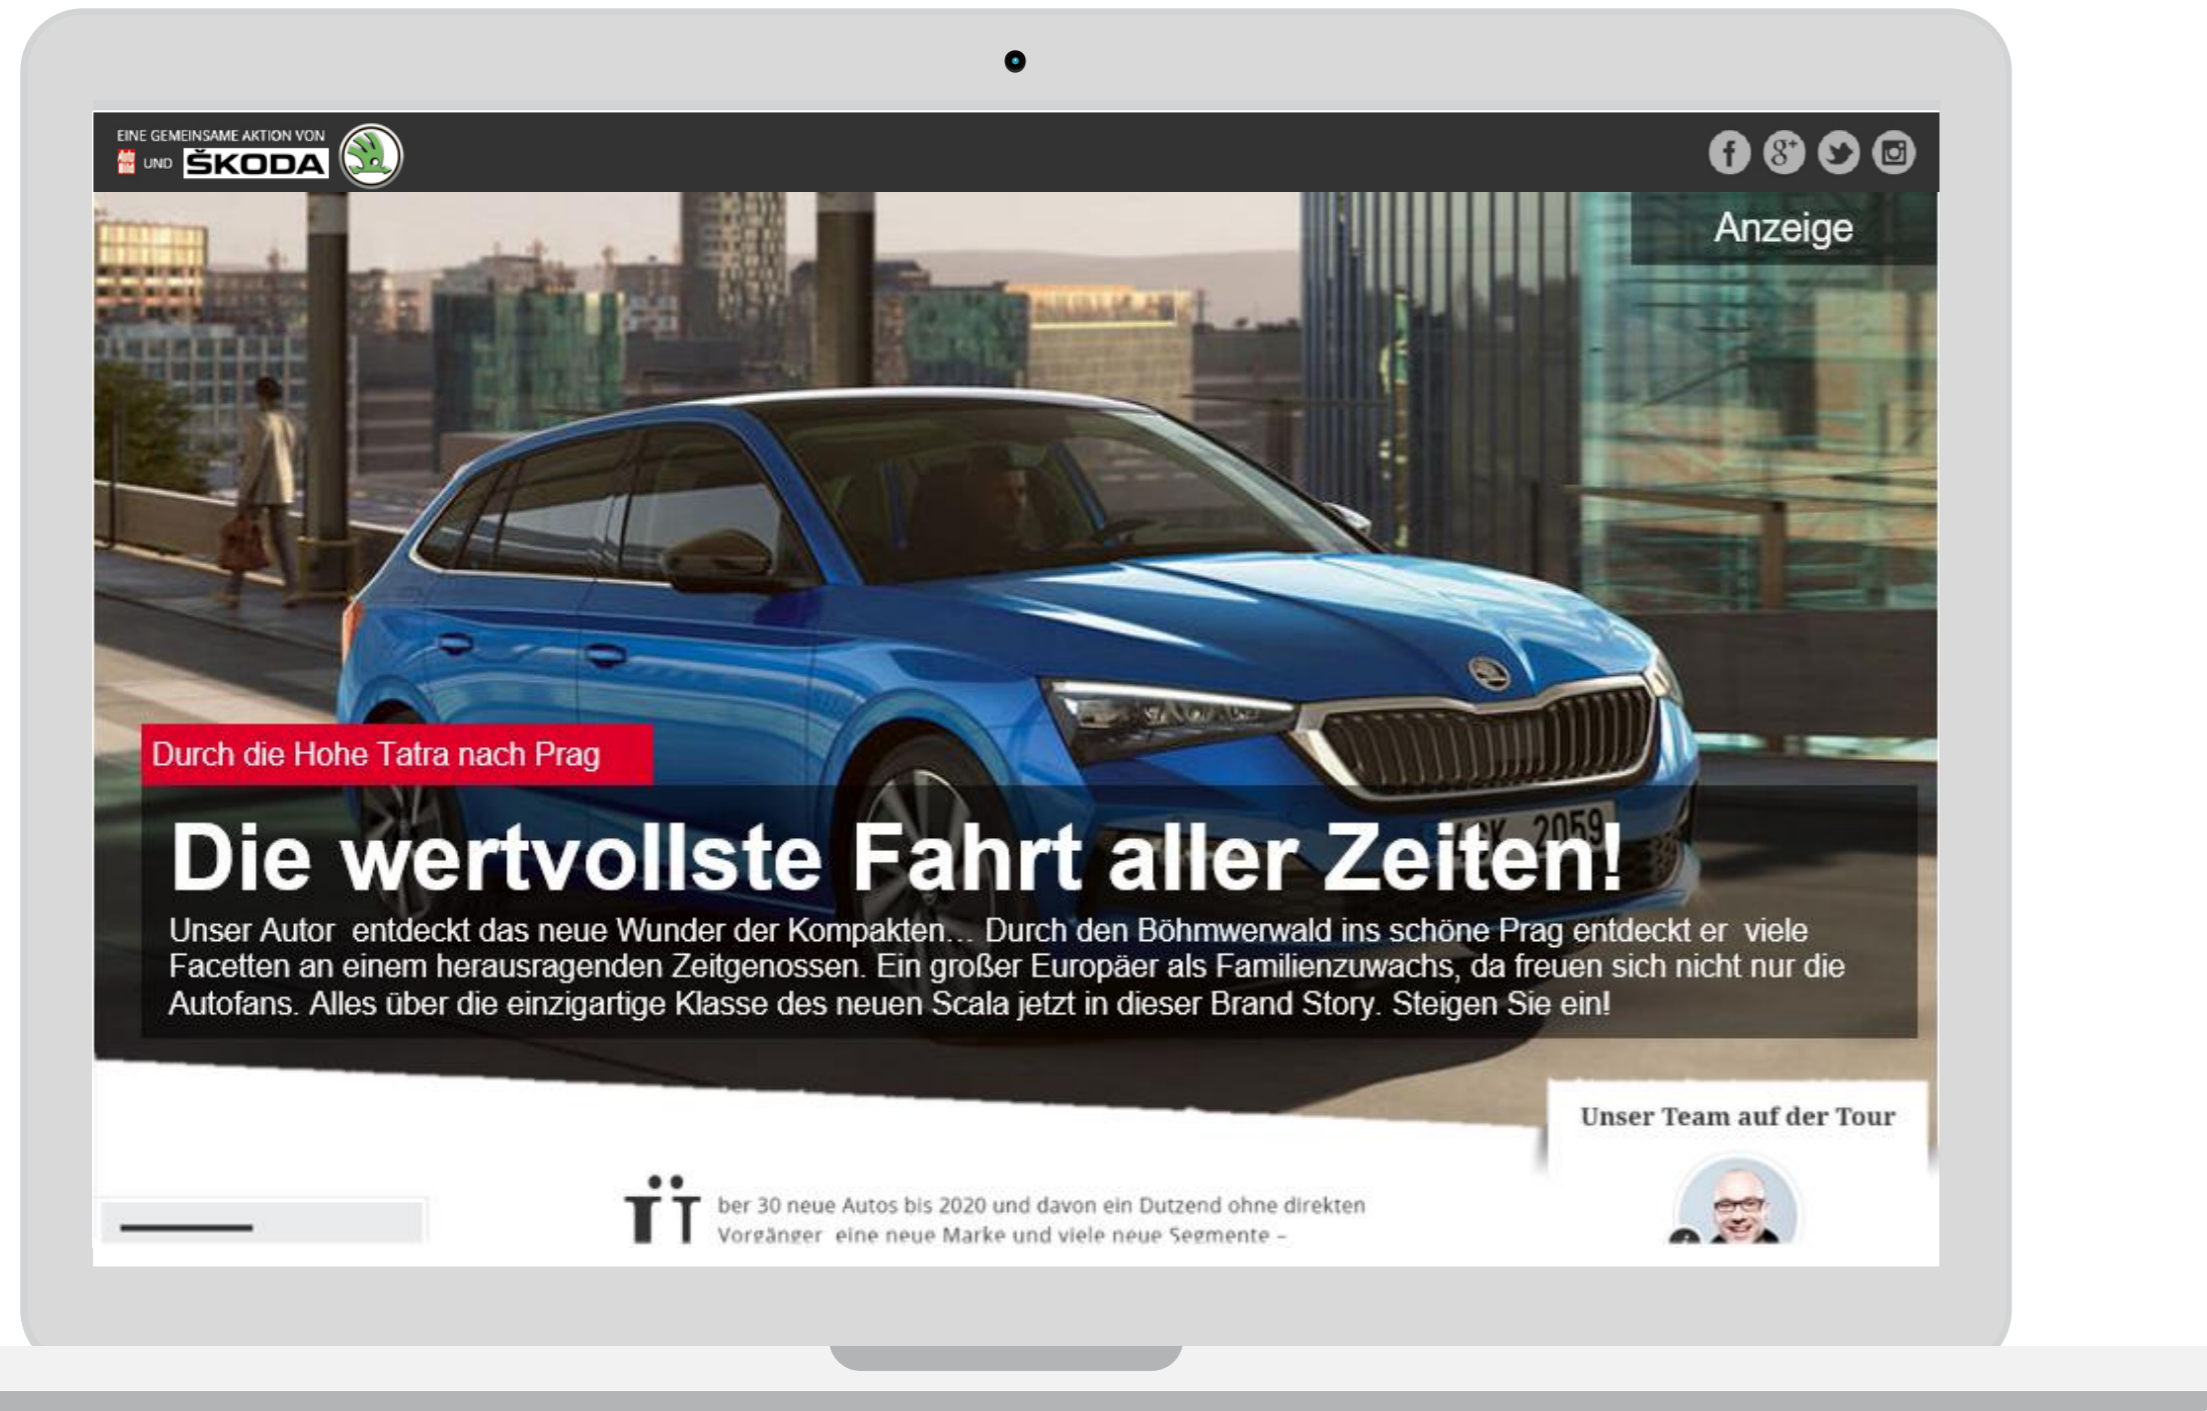 EINE GEMEINSAME AKTION VON
Auto Bild UND ŠKODA
Anzeige
Durch die Hohe Tatra nach Prag
2059
Die wertvollste Fahrt aller Zeiten!
Unser Autor entdeckt das neue Wunder der Kompakten... Durch den Böhmwerwald ins schöne Prag entdeckt er viele
Facetten an einem herausragenden Zeitgenossen. Ein großer Europäer als Familienzuwachs, da freuen sich nicht nur die
Autofans. Alles über die einzigartige Klasse des neuen Scala jetzt in dieser Brand Story. Steigen Sie ein!
Unser Team auf der Tour
Über 30 neue Autos bis 2020 und davon ein Dutzend ohne direkten
Vorgänger eine neue Marke und viele neue Segmente –